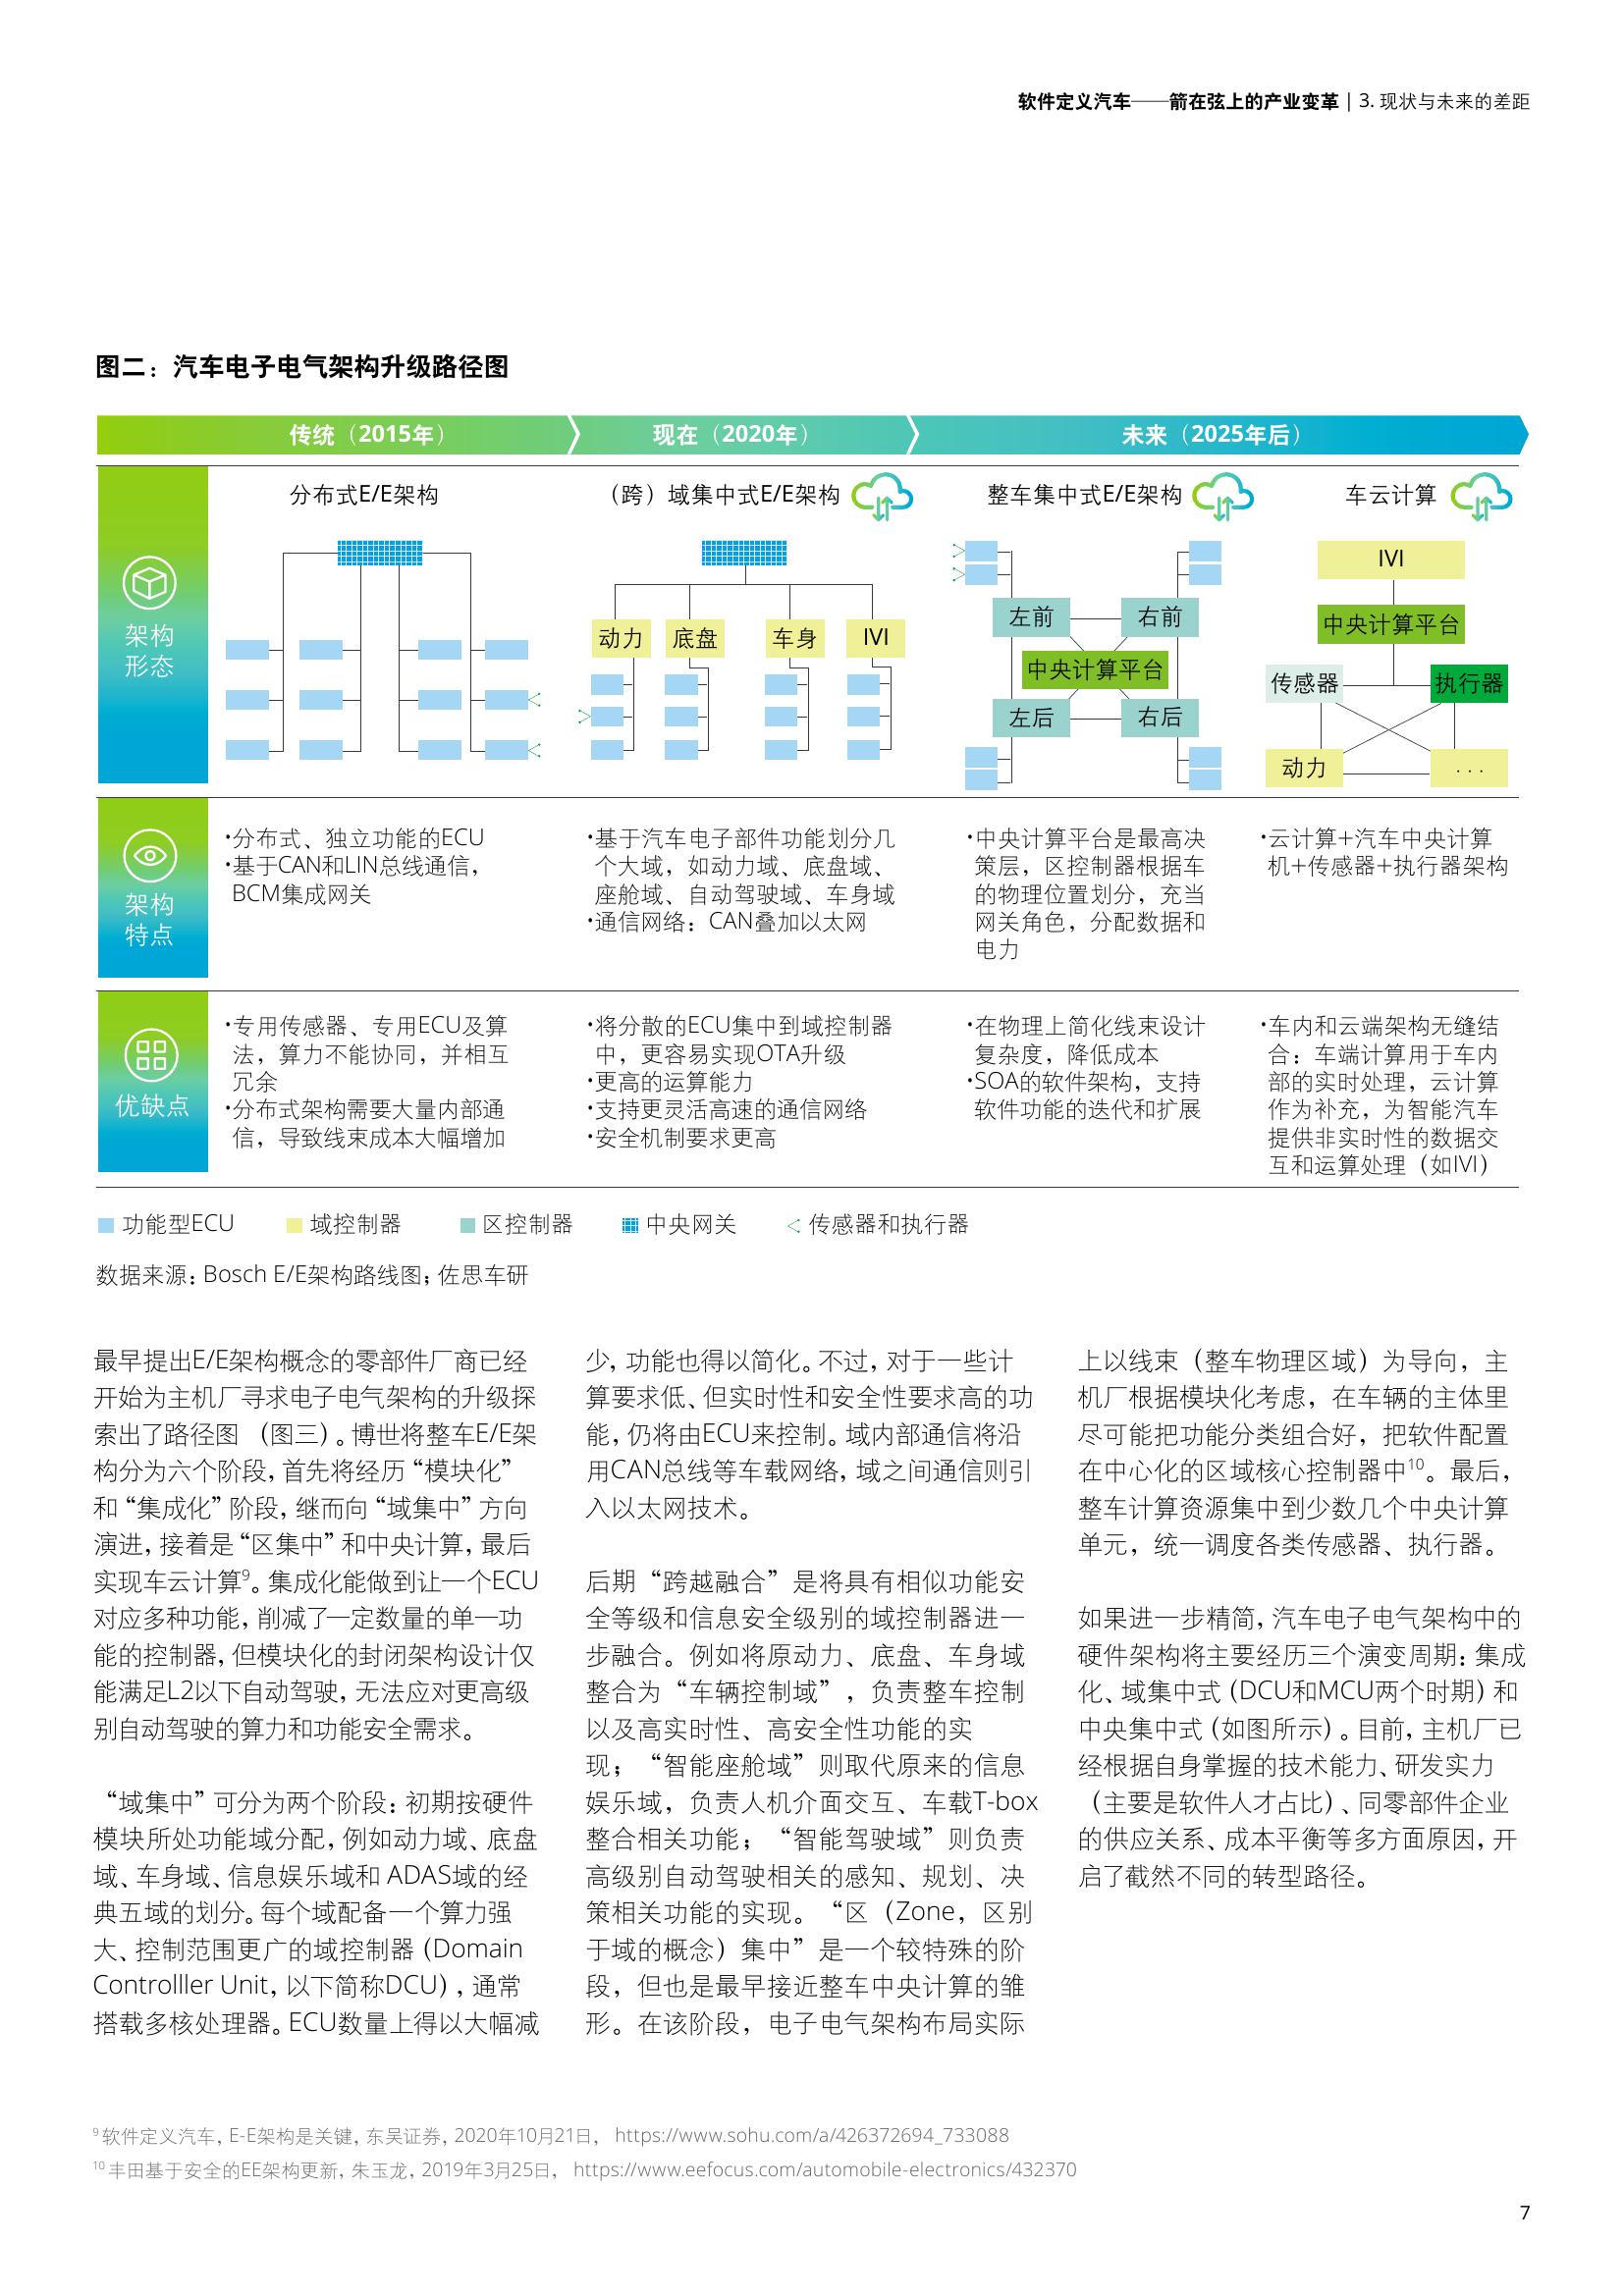 软件定义汽车——箭在弦上的产业变革 | 3. 现状与未来的差距
图二：汽车电子电气架构升级路径图
传统（2015年）
现在（2020年）
未来（2025年后）
架构
形态
分布式E/E架构
（跨）域集中式E/E架构
动力
底盘
车身
IVI
整车集中式E/E架构
左前
右前
中央计算平台
左后
右后
车云计算
IVI
中央计算平台
传感器
执行器
动力
...
架构
特点
·分布式、独立功能的ECU
·基于CAN和LIN总线通信，
BCM集成网关
·基于汽车电子部件功能划分几
个大域，如动力域、底盘域、
座舱域、自动驾驶域、车身域
·通信网络：CAN叠加以太网
·中央计算平台是最高决
策层，区控制器根据车
的物理位置划分，充当
网关角色，分配数据和
电力
·云计算+汽车中央计算
机+传感器+执行器架构
优缺点
·专用传感器、专用ECU及算
法，算力不能协同，并相互
冗余
·分布式架构需要大量内部通
信，导致线束成本大幅增加
·将分散的ECU集中到域控制器
中，更容易实现OTA升级
·更高的运算能力
·支持更灵活高速的通信网络
·安全机制要求更高
·在物理上简化线束设计
复杂度，降低成本
·SOA的软件架构，支持
软件功能的迭代和扩展
·车内和云端架构无缝结
合：车端计算用于车内
部的实时处理，云计算
作为补充，为智能汽车
提供非实时性的数据交
互和运算处理（如IVI）
功能型ECU
域控制器
区控制器
中央网关
传感器和执行器
数据来源：Bosch E/E架构路线图；佐思车研
最早提出E/E架构概念的零部件厂商已经
开始为主机厂寻求电子电气架构的升级探
索出了路径图（图三）。博世将整车E/E架
构分为六个阶段，首先将经历“模块化”
和“集成化”阶段，继而向“域集中”方向
演进，接着是“区集中”和中央计算，最后
实现车云计算⁹。集成化能做到让一个ECU
对应多种功能，削减了一定数量的单一功
能的控制器，但模块化的封闭架构设计仅
能满足L2以下自动驾驶，无法应对更高级
别自动驾驶的算力和功能安全需求。
“域集中”可分为两个阶段：初期按硬件
模块所处功能域分配，例如动力域、底盘
域、车身域、信息娱乐域和 ADAS域的经
典五域的划分。每个域配备一个算力强
大、控制范围更广的域控制器（Domain
Controlller Unit，以下简称DCU），通常
搭载多核处理器。ECU数量上得以大幅减
少，功能也得以简化。不过，对于一些计
算要求低、但实时性和安全性要求高的功
能，仍将由ECU来控制。域内部通信将沿
用CAN总线等车载网络，域之间通信则引
入以太网技术。
后期“跨越融合”是将具有相似功能安
全等级和信息安全级别的域控制器进一
步融合。例如将原动力、底盘、车身域
整合为“车辆控制域”，负责整车控制
以及高实时性、高安全性功能的实
现；“智能座舱域”则取代原来的信息
娱乐域，负责人机介面交互、车载T-box
整合相关功能；“智能驾驶域”则负责
高级别自动驾驶相关的感知、规划、决
策相关功能的实现。“区（Zone，区别
于域的概念）集中”是一个较特殊的阶
段，但也是最早接近整车中央计算的雏
形。在该阶段，电子电气架构布局实际
上以线束（整车物理区域）为导向，主
机厂根据模块化考虑，在车辆的主体里
尽可能把功能分类组合好，把软件配置
在中心化的区域核心控制器中¹⁰。最后，
整车计算资源集中到少数几个中央计算
单元，统一调度各类传感器、执行器。
如果进一步精简，汽车电子电气架构中的
硬件架构将主要经历三个演变周期：集成
化、域集中式（DCU和MCU两个时期）和
中央集中式（如图所示）。目前，主机厂已
经根据自身掌握的技术能力、研发实力
（主要是软件人才占比）、同零部件企业
的供应关系、成本平衡等多方面原因，开
启了截然不同的转型路径。
⁹ 软件定义汽车，E-E架构是关键，东吴证券，2020年10月21日， https://www.sohu.com/a/426372694_733088
¹⁰ 丰田基于安全的EE架构更新，朱玉龙，2019年3月25日， https://www.eefocus.com/automobile-electronics/432370
7